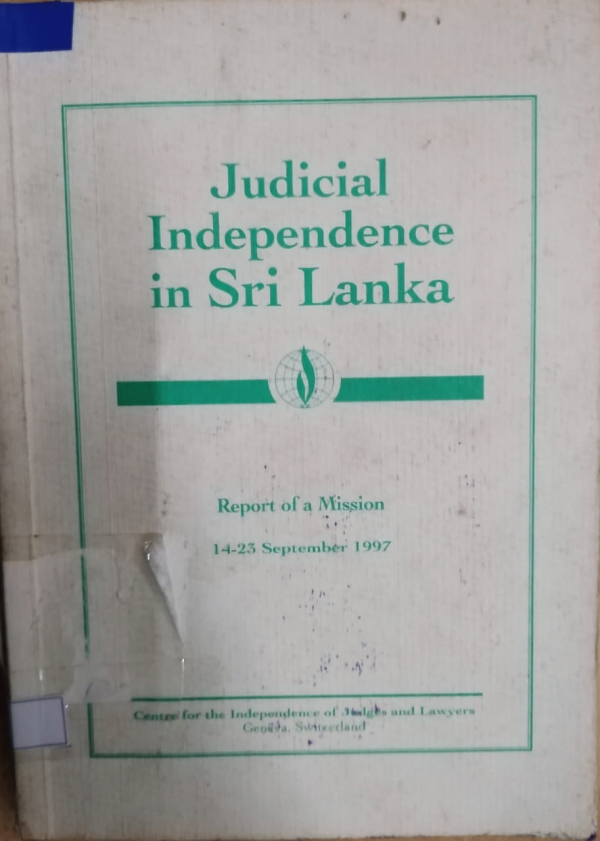 Judicial
Independence
in Sri Lanka
Report of a Mission
14-23 September 1997
Centre for the Independence of Judges and Lawyers
Geneva, Switzerland